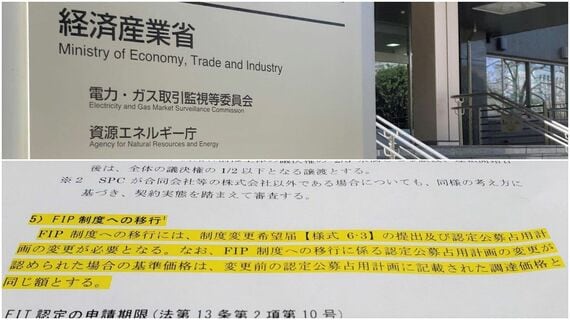 経済産業省
Ministry of Economy, Trade and Industry
電力・ガス取引監視等委員会
Electricity and Gas Market Surveillance Commission
資源エネルギー庁
Agency for Natural Resources and Energy
後は、全体の議決権の 1/2 以下となる譲渡とする。
※2 SPC が合同会社等の株式会社以外である場合についても、同様の考え方に
基づき、契約実態を踏まえて審査する。
5) FIP 制度への移行
FIP 制度への移行には、制度変更希望届【様式 6-3】の提出及び認定公募占用計
画の変更が必要となる。なお、FIP 制度への移行に係る認定公募占用計画の変更が
認められた場合の基準価格は、変更前の認定公募占用計画に記載された調達価格と
同じ額とする。
FIT 認定の申請期限（法第 13 条第 2 項第 10 号）